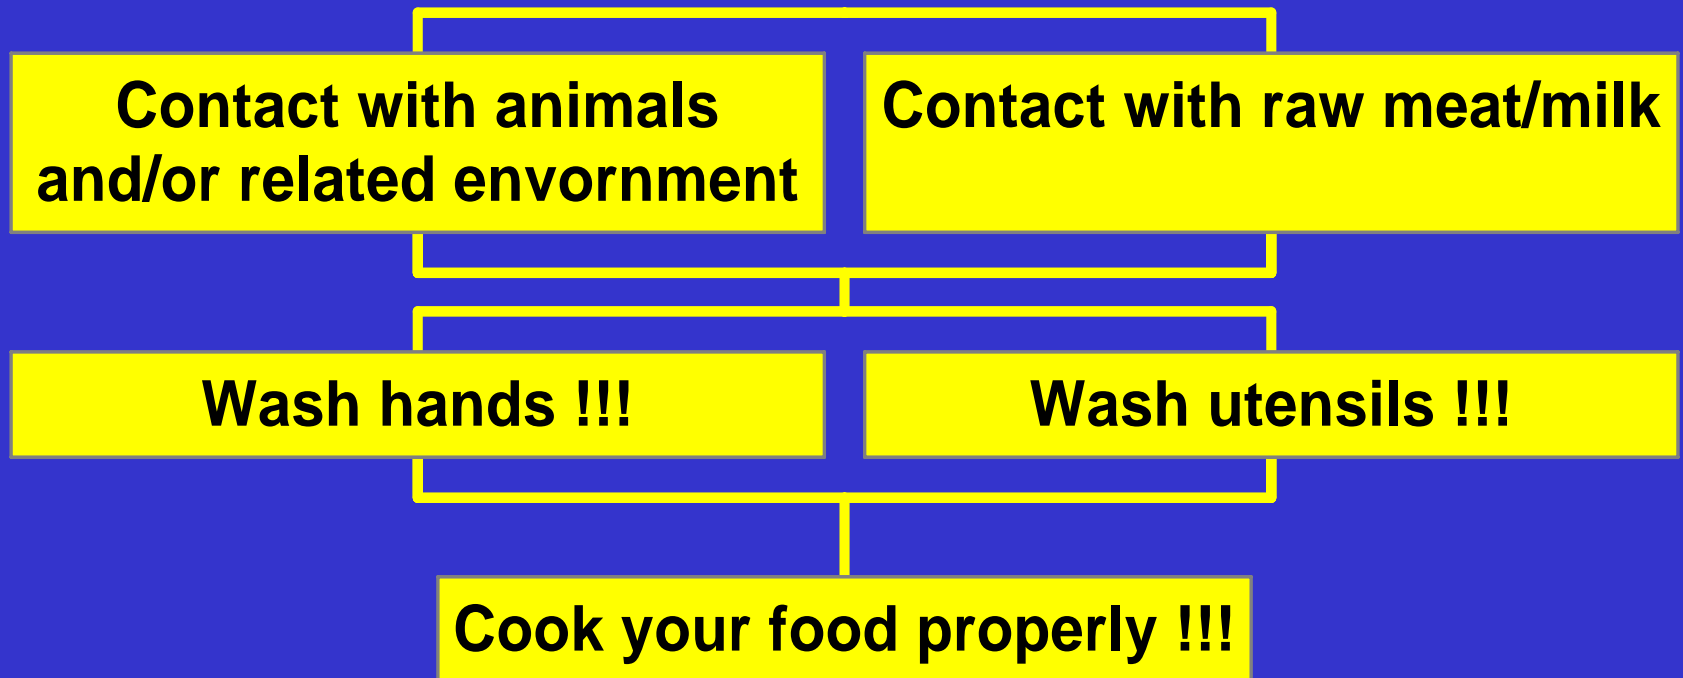 Contact with animals
and/or related envornment
Contact with raw meat/milk
Wash hands !!!
Wash utensils !!!
Cook your food properly !!!